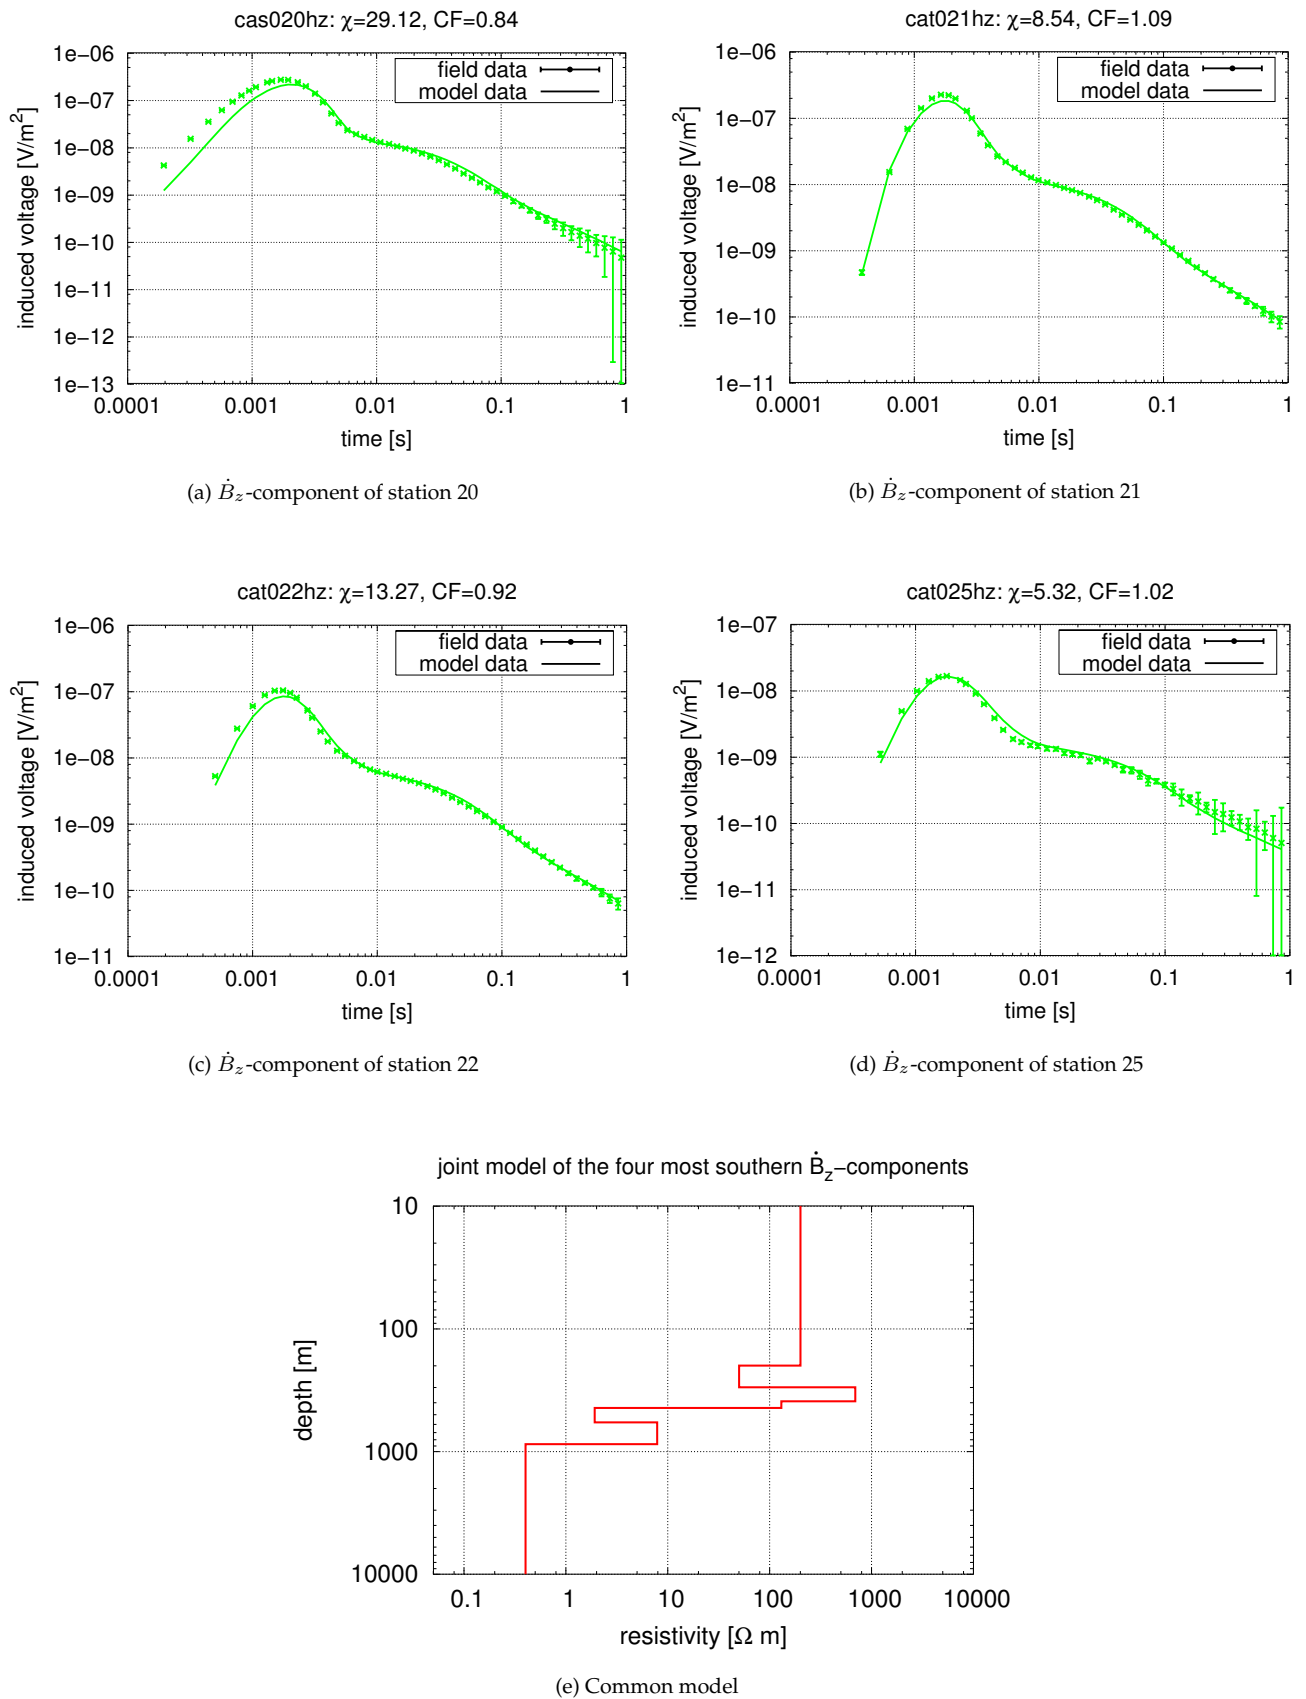 cas020hz: χ=29.12, CF=0.84
field data
model data
induced voltage [V/m²]
1e−06
1e−07
1e−08
1e−09
1e−10
1e−11
1e−12
1e−13
0.0001 0.001 0.01 0.1 1
time [s]
(a) Ḃz-component of station 20
cat021hz: χ=8.54, CF=1.09
field data
model data
induced voltage [V/m²]
1e−06
1e−07
1e−08
1e−09
1e−10
1e−11
0.0001 0.001 0.01 0.1 1
time [s]
(b) Ḃz-component of station 21
cat022hz: χ=13.27, CF=0.92
field data
model data
induced voltage [V/m²]
1e−06
1e−07
1e−08
1e−09
1e−10
1e−11
0.0001 0.001 0.01 0.1 1
time [s]
(c) Ḃz-component of station 22
cat025hz: χ=5.32, CF=1.02
field data
model data
induced voltage [V/m²]
1e−07
1e−08
1e−09
1e−10
1e−11
1e−12
0.0001 0.001 0.01 0.1 1
time [s]
(d) Ḃz-component of station 25
joint model of the four most southern Ḃz−components
depth [m]
10
100
1000
10000
0.1 1 10 100 1000 10000
resistivity [Ω m]
(e) Common model